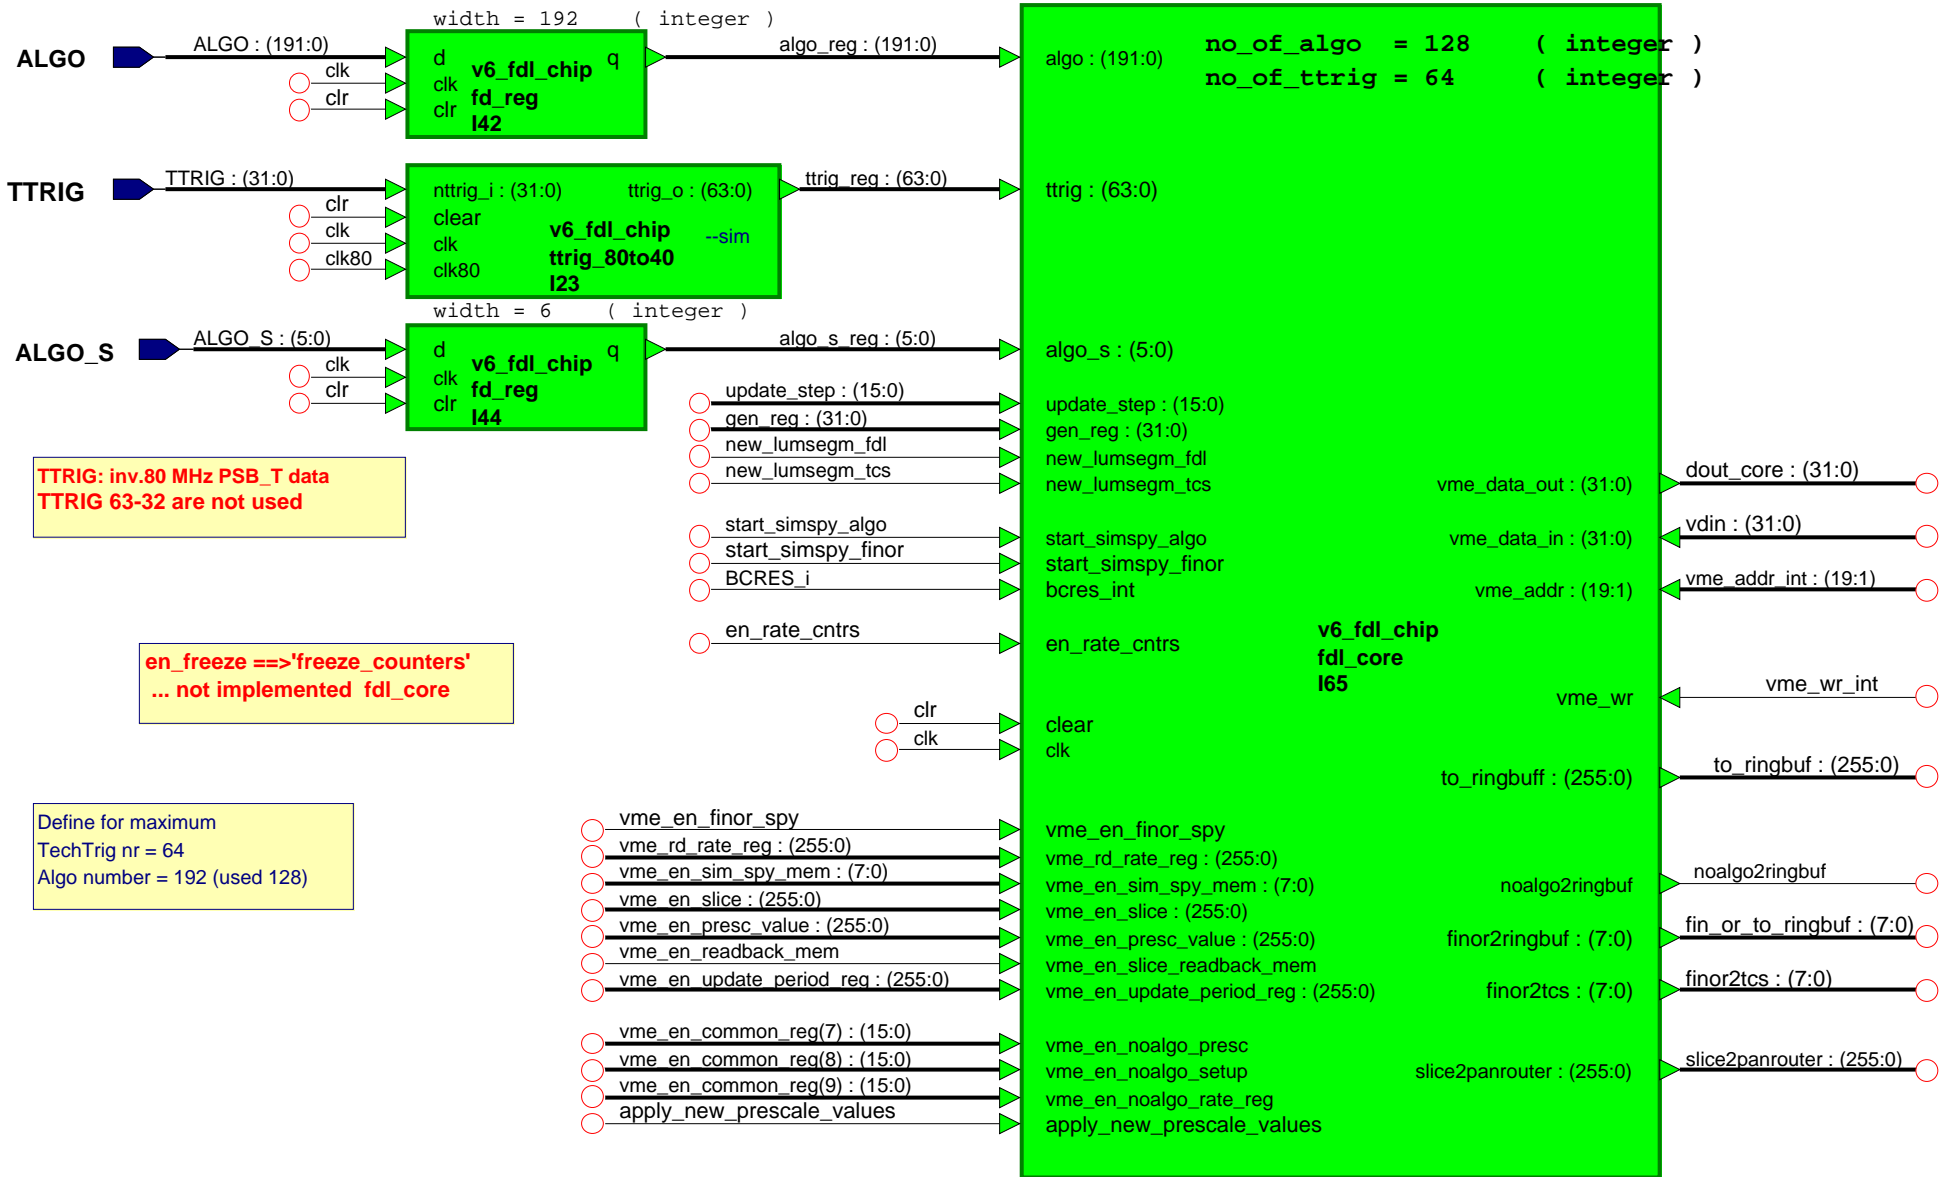 width = 192 ( integer )
ALGO
ALGO : (191:0)
clk
clr
d
q
clk
clr
v6_fdl_chip
fd_reg
I42
algo_reg : (191:0)
algo : (191:0)
no_of_algo = 128 ( integer )
no_of_ttrig = 64 ( integer )
TTRIG
TTRIG : (31:0)
clr
clk
clk80
nttrig_i : (31:0)
ttrig_o : (63:0)
clear
clk
clk80
v6_fdl_chip
ttrig_80to40
I23
--sim
ttrig_reg : (63:0)
ttrig : (63:0)
width = 6 ( integer )
ALGO_S
ALGO_S : (5:0)
clk
clr
d
q
clk
clr
v6_fdl_chip
fd_reg
I44
algo_s_reg : (5:0)
algo_s : (5:0)
update_step : (15:0)
gen_reg : (31:0)
new_lumsegm_fdl
new_lumsegm_tcs
update_step : (15:0)
gen_reg : (31:0)
new_lumsegm_fdl
new_lumsegm_tcs
TTRIG: inv.80 MHz PSB_T data
TTRIG 63-32 are not used
start_simspy_algo
start_simspy_finor
BCRES_i
start_simspy_algo
start_simspy_finor
bcres_int
en_rate_cntrs
en_rate_cntrs
en_freeze ==>'freeze_counters'
... not implemented fdl_core
clr
clk
clear
clk
Define for maximum
TechTrig nr = 64
Algo number = 192 (used 128)
vme_en_finor_spy
vme_rd_rate_reg : (255:0)
vme_en_sim_spy_mem : (7:0)
vme_en_slice : (255:0)
vme_en_presc_value : (255:0)
vme_en_readback_mem
vme_en_update_period_reg : (255:0)
vme_en_finor_spy
vme_rd_rate_reg : (255:0)
vme_en_sim_spy_mem : (7:0)
vme_en_slice : (255:0)
vme_en_presc_value : (255:0)
vme_en_slice_readback_mem
vme_en_update_period_reg : (255:0)
vme_en_common_reg(7) : (15:0)
vme_en_common_reg(8) : (15:0)
vme_en_common_reg(9) : (15:0)
apply_new_prescale_values
vme_en_noalgo_presc
vme_en_noalgo_setup
vme_en_noalgo_rate_reg
apply_new_prescale_values
v6_fdl_chip
fdl_core
I65
vme_data_out : (31:0)
dout_core : (31:0)
vme_data_in : (31:0)
vdin : (31:0)
vme_addr : (19:1)
vme_addr_int : (19:1)
vme_wr
vme_wr_int
to_ringbuff : (255:0)
to_ringbuf : (255:0)
noalgo2ringbuf
noalgo2ringbuf
finor2ringbuf : (7:0)
fin_or_to_ringbuf : (7:0)
finor2tcs : (7:0)
finor2tcs : (7:0)
slice2panrouter : (255:0)
slice2panrouter : (255:0)